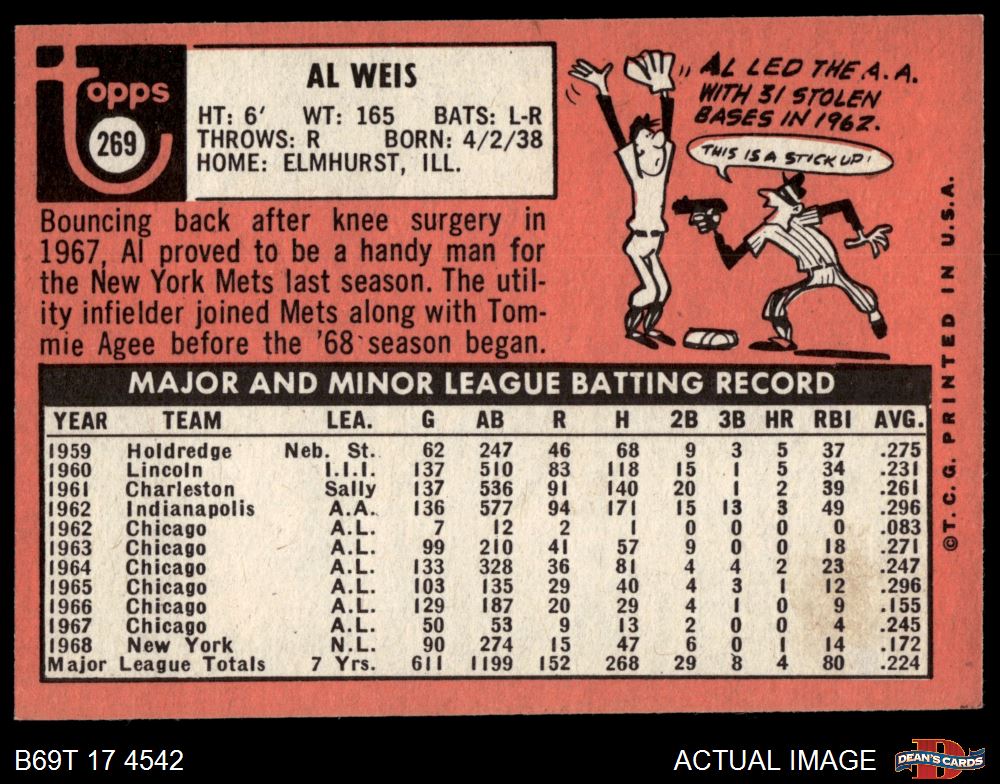 topps
269
AL WEIS
HT: 6' WT: 165 BATS: L-R
THROWS: R BORN: 4/2/38
HOME: ELMHURST, ILL.
AL LED THE A.A.
WITH 31 STOLEN
BASES IN 1962.
THIS IS A STICK UP!
Bouncing back after knee surgery in
1967, Al proved to be a handy man for
the New York Mets last season. The util-
ity infielder joined Mets along with Tom-
mie Agee before the '68 season began.
MAJOR AND MINOR LEAGUE BATTING RECORD
YEAR TEAM LEA. G AB R H 2B 3B HR RBI AVG.
1959 Holdredge Neb. St. 62 247 46 68 9 3 5 37 .275
1960 Lincoln I.I.I. 137 510 83 118 15 1 5 34 .231
1961 Charleston Sally 137 536 91 140 20 1 2 39 .261
1962 Indianapolis A.A. 136 577 94 171 15 13 3 49 .296
1962 Chicago A.L. 7 12 2 1 0 0 0 0 .083
1963 Chicago A.L. 99 210 41 57 9 0 0 18 .271
1964 Chicago A.L. 133 328 36 81 4 4 2 23 .247
1965 Chicago A.L. 103 135 29 40 4 3 1 12 .296
1966 Chicago A.L. 129 187 20 29 4 1 0 9 .155
1967 Chicago A.L. 50 53 9 13 2 0 0 4 .245
1968 New York N.L. 90 274 15 47 6 0 1 14 .172
Major League Totals 7 Yrs. 611 1199 152 268 29 8 4 80 .224
©T.C.G. PRINTED IN U.S.A.
B69T 17 4542
ACTUAL IMAGE
DEAN'S CARDS